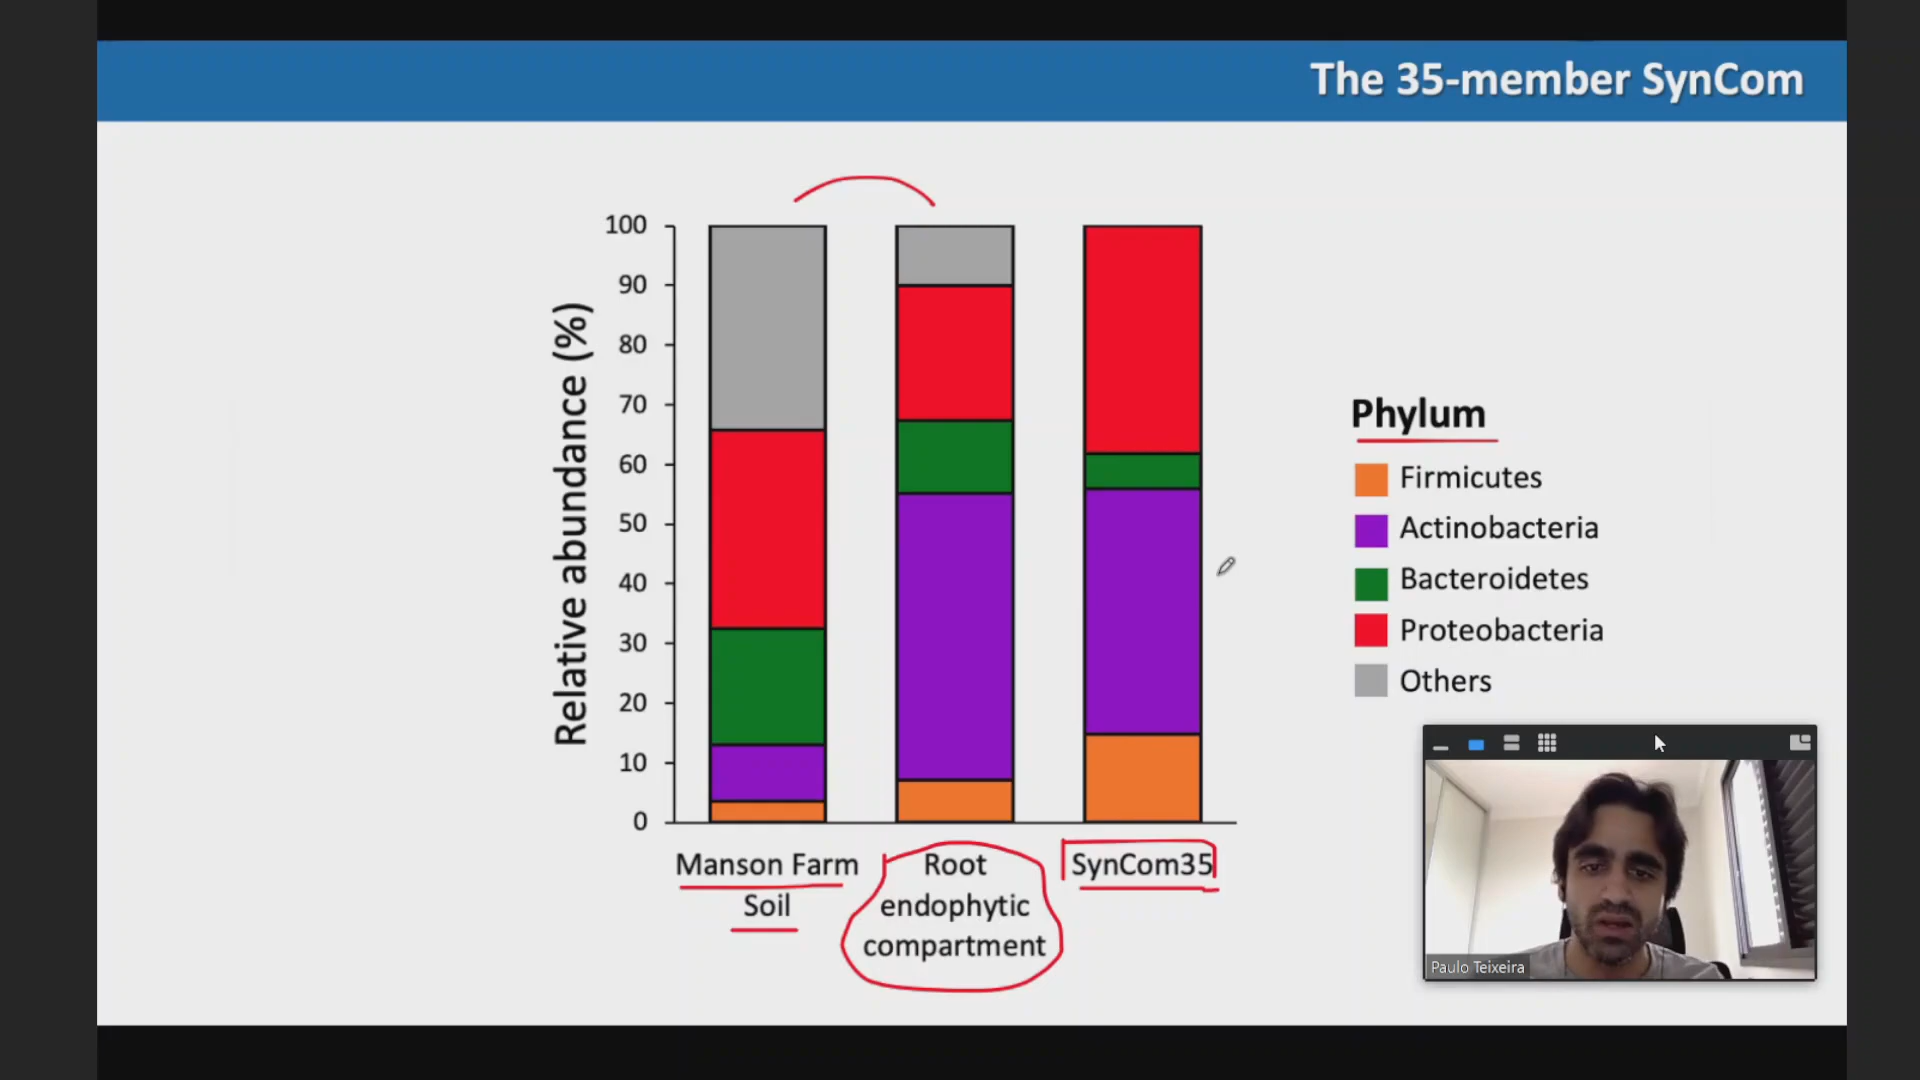 The 35-member SynCom
Relative abundance (%)
100
90
80
70
60
50
40
30
20
10
0
Manson Farm
Soil
Root
endophytic
compartment
SynCom35
Phylum
Firmicutes
Actinobacteria
Bacteroidetes
Proteobacteria
Others
Paulo Teixeira